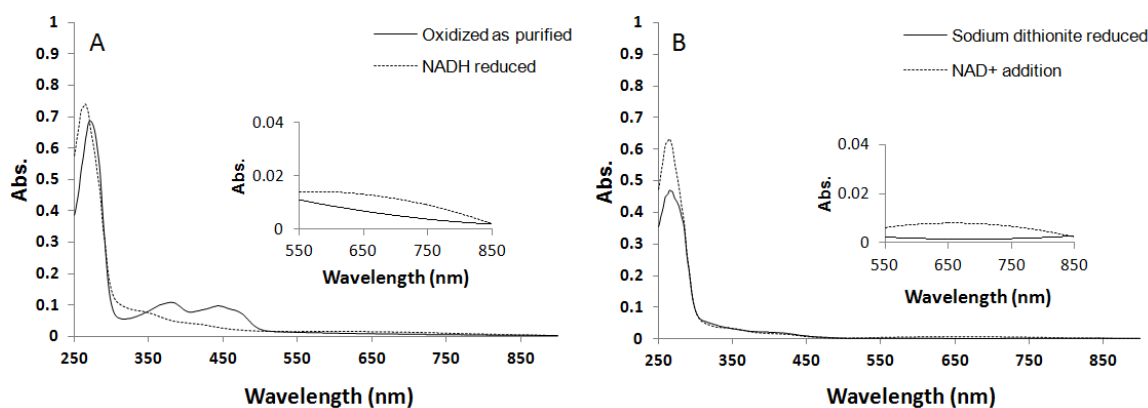 A
Oxidized as purified
NADH reduced
Abs.
1
0.9
0.8
0.7
0.6
0.5
0.4
0.3
0.2
0.1
0
250 350 450 550 650 750 850
Wavelength (nm)
Abs.
0.04
0.02
0
550 650 750 850
Wavelength (nm)
B
Sodium dithionite reduced
NAD+ addition
Abs.
1
0.9
0.8
0.7
0.6
0.5
0.4
0.3
0.2
0.1
0
250 350 450 550 650 750 850
Wavelength (nm)
Abs.
0.04
0.02
0
550 650 750 850
Wavelength (nm)